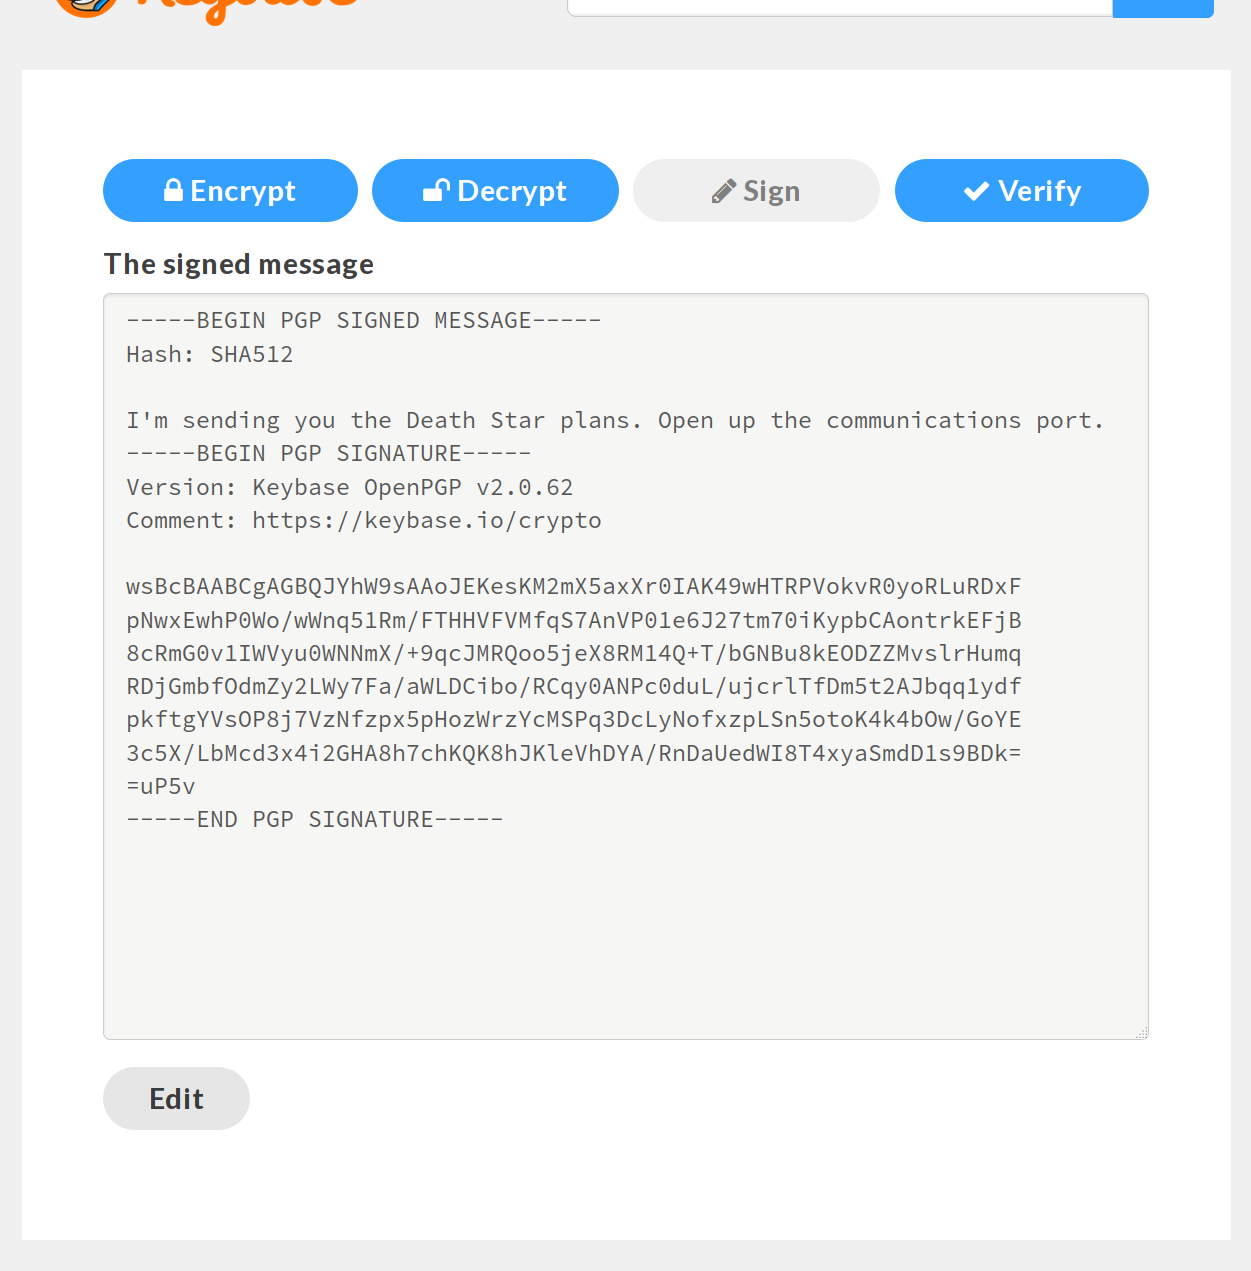 Encrypt
Decrypt
Sign
Verify
The signed message
-----BEGIN PGP SIGNED MESSAGE-----
Hash: SHA512
I'm sending you the Death Star plans. Open up the communications port.
-----BEGIN PGP SIGNATURE-----
Version: Keybase OpenPGP v2.0.62
Comment: https://keybase.io/crypto
wsBcBAABCgAGBQJYhW9sAAoJEKesKM2mX5axXr0IAK49wHTRPVokvR0yoRLuRDxF
pNwxEwhP0Wo/wWnq51Rm/FTHHVFVMfqS7AnVP01e6J27tm70iKypbCAontrkEFjB
8cRmG0v1IWVyu0WNNmX/+9qcJMRQoo5jeX8RM14Q+T/bGNBu8kEODZZMvslrHumq
RDjGmbfOdmZy2LWy7Fa/aWLDCibo/RCqy0ANPc0duL/ujcrlTfDm5t2AJbqq1ydf
pkftgYVsOP8j7VzNfzpx5pHozWrzYcMSPq3DcLyNofxzpLSn5otoK4k4bOw/GoYE
3c5X/LbMcd3x4i2GHA8h7chKQK8hJKleVhDYA/RnDaUedWI8T4xyaSmdD1s9BDk=
=uP5v
-----END PGP SIGNATURE-----
Edit